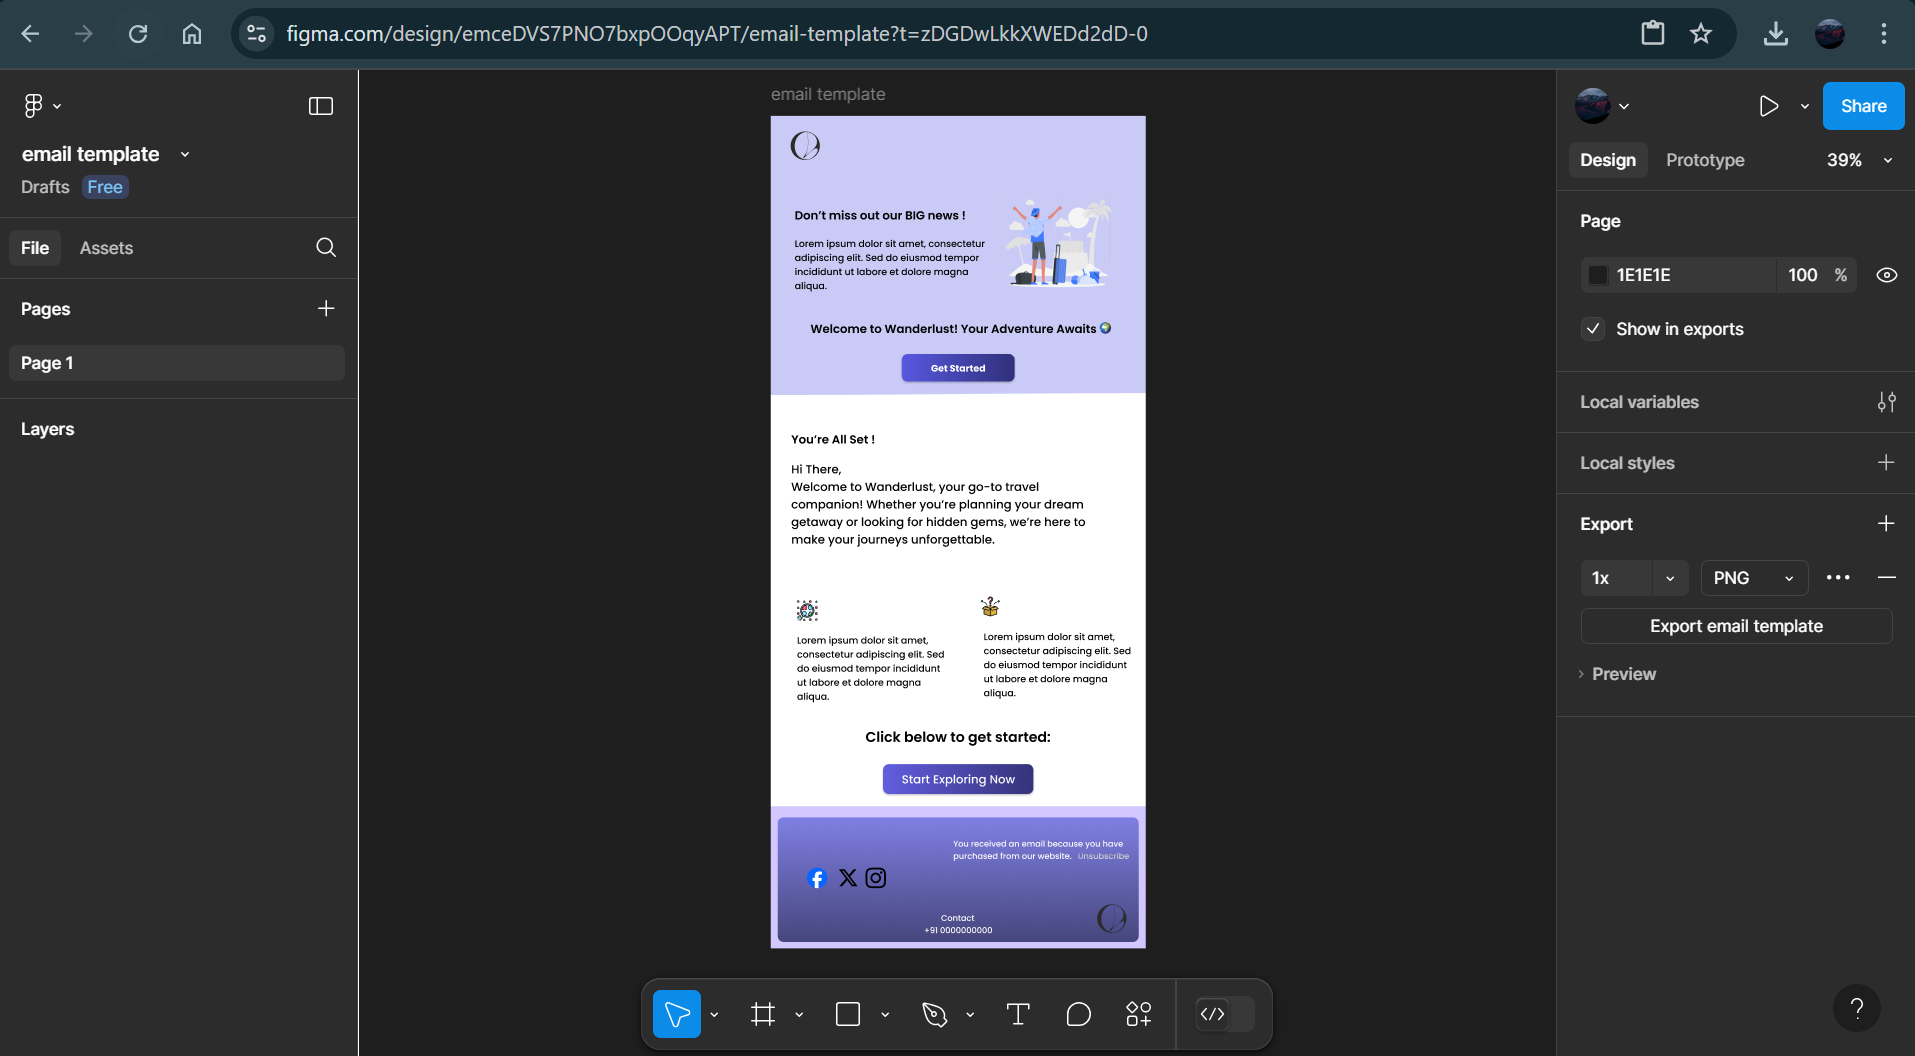 figma.com/design/emceDVS7PNO7bxpOOqyAPT/email-template?t=zDGDwLkkXWEDd2dD-0
email template
Drafts Free
File Assets
Pages
Page 1
Layers
email template
Don't miss out our BIG news !
Lorem ipsum dolor sit amet, consectetur
adipiscing elit. Sed do eiusmod tempor
incididunt ut labore et dolore magna
aliqua.
Welcome to Wanderlust! Your Adventure Awaits 🌍
Get Started
You're All Set !
Hi There,
Welcome to Wanderlust, your go-to travel
companion! Whether you're planning your dream
getaway or looking for hidden gems, we're here to
make your journeys unforgettable.
Lorem ipsum dolor sit amet,
consectetur adipiscing elit. Sed
do eiusmod tempor incididunt
ut labore et dolore magna
aliqua.
Lorem ipsum dolor sit amet,
consectetur adipiscing elit. Sed
do eiusmod tempor incididunt
ut labore et dolore magna
aliqua.
Click below to get started:
Start Exploring Now
You received an email because you have
purchased from our website. Unsubscribe
Contact
+91 0000000000
Share
Design Prototype 39%
Page
1E1E1E 100 %
Show in exports
Local variables
Local styles
Export
1x PNG
Export email template
Preview
?